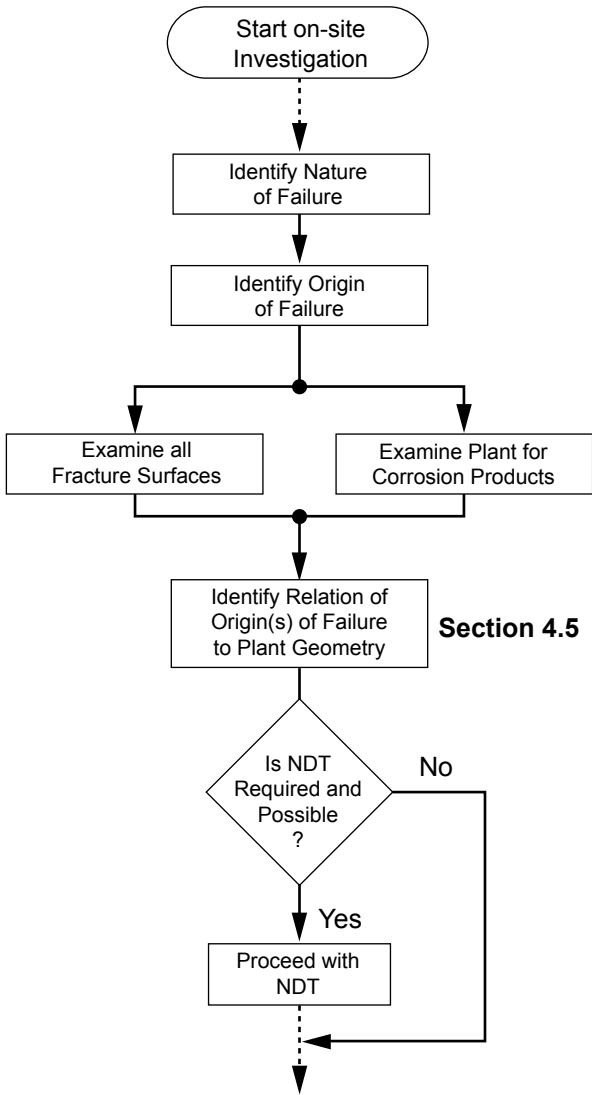 Start on-site
Investigation
Identify Nature
of Failure
Identify Origin
of Failure
Examine all
Fracture Surfaces
Examine Plant for
Corrosion Products
Identify Relation of
Origin(s) of Failure
to Plant Geometry
Section 4.5
Is NDT
Required and
Possible
?
No
Yes
Proceed with
NDT